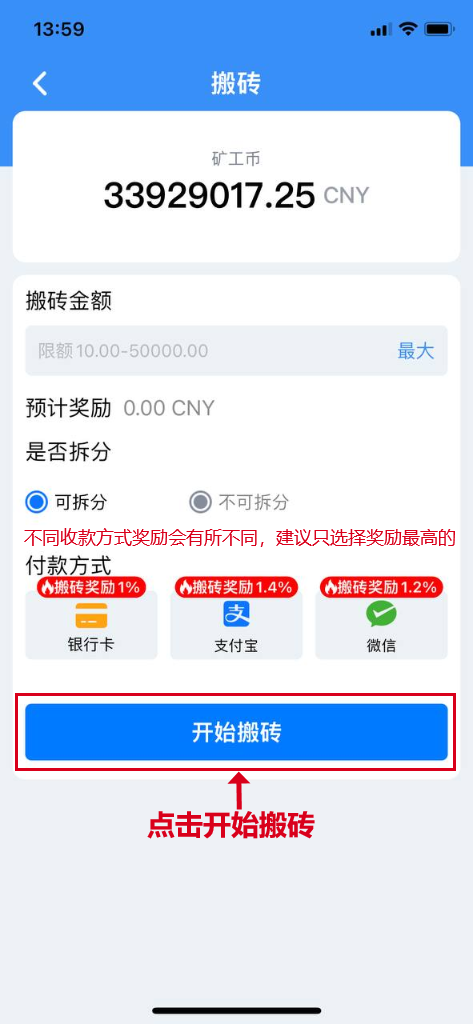 13:59
搬砖
矿工币
33929017.25 CNY
搬砖金额
限额10.00-50000.00 最大
预计奖励 0.00 CNY
是否拆分
可拆分 不可拆分
不同收款方式奖励会有所不同，建议只选择奖励最高的
付款方式
搬砖奖励1% 搬砖奖励1.4% 搬砖奖励1.2%
银行卡 支付宝 微信
开始搬砖
点击开始搬砖